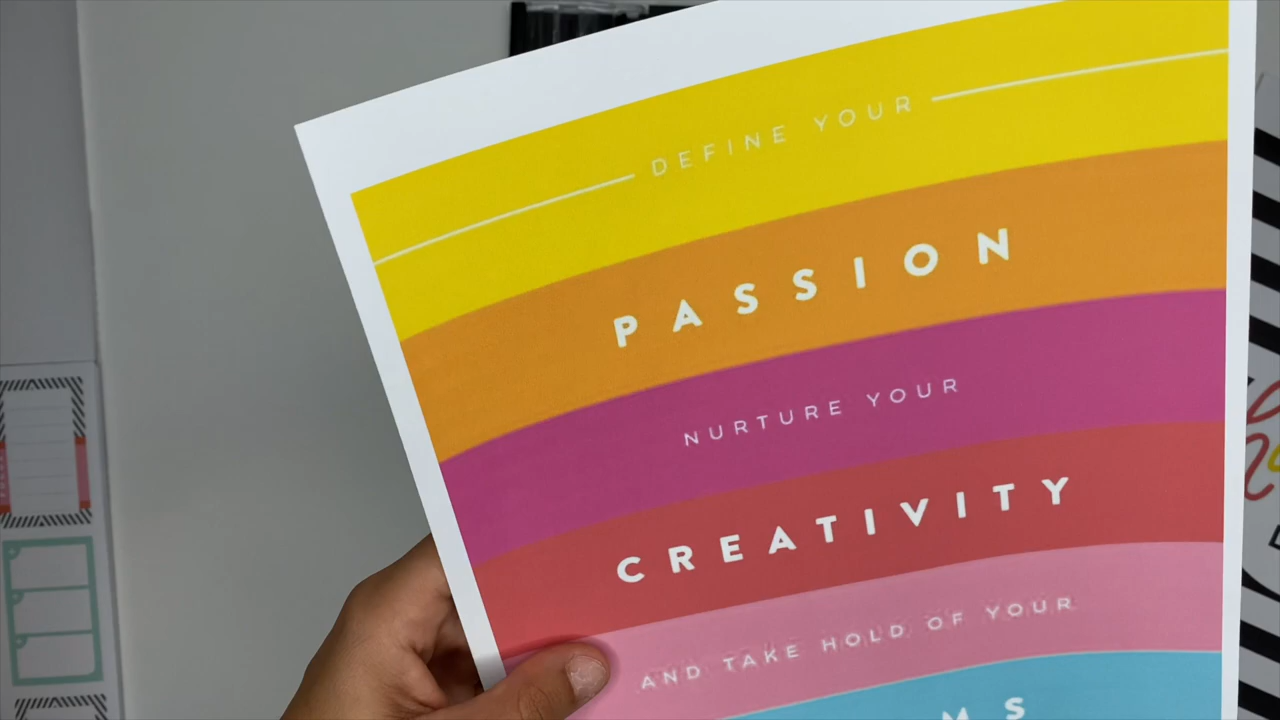 DEFINE YOUR
PASSION
NURTURE YOUR
CREATIVITY
AND TAKE HOLD OF YOUR